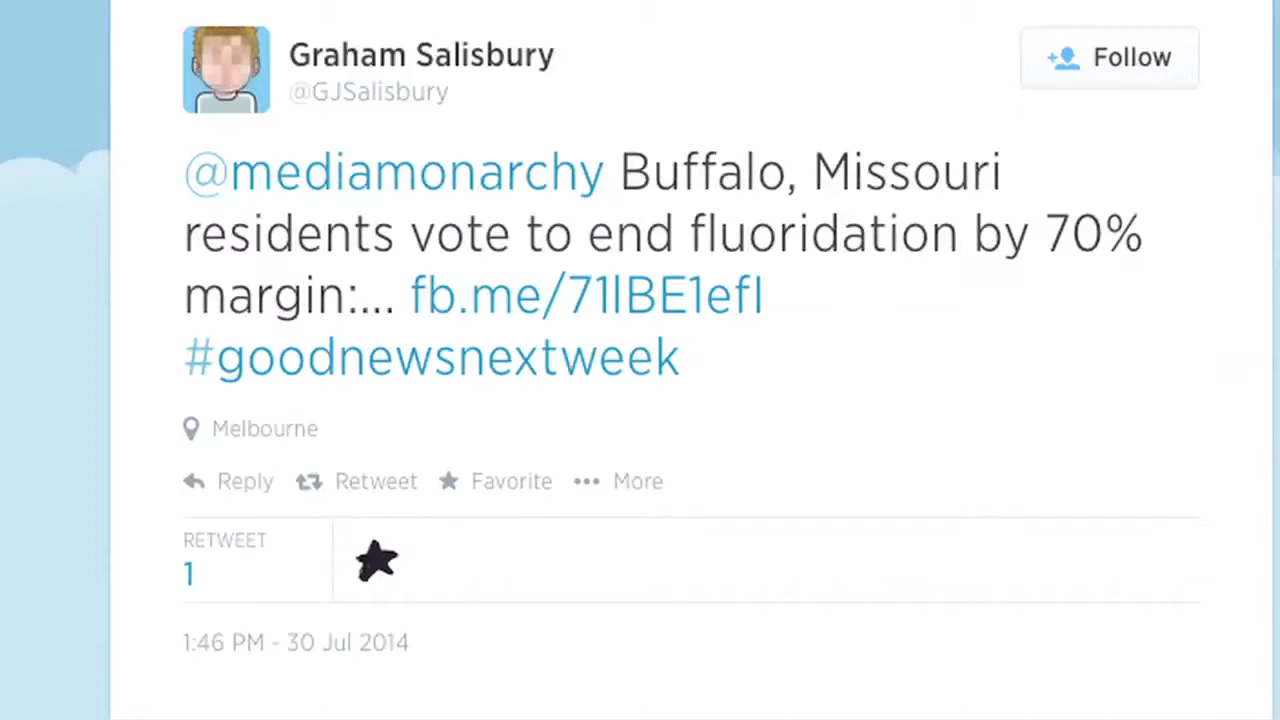 Graham Salisbury
@GJSalisbury
Follow
@mediamonarchy Buffalo, Missouri
residents vote to end fluoridation by 70%
margin:... fb.me/71lBE1efI
#goodnewsnextweek
Melbourne
Reply Retweet Favorite More
RETWEET
1
1:46 PM - 30 Jul 2014